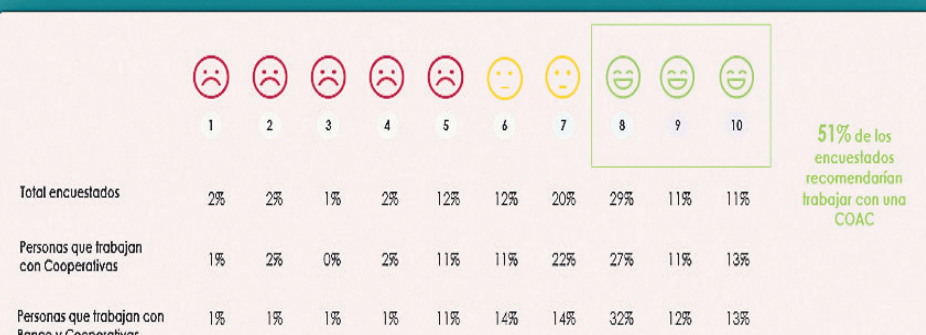 1 2 3 4 5 6 7 8 9 10
51% de los
encuestados
recomendarían
trabajar con una
COAC
Total encuestados 2% 2% 1% 2% 12% 12% 20% 29% 11% 11%
Personas que trabajan
con Cooperativas 1% 2% 0% 2% 11% 11% 22% 27% 11% 13%
Personas que trabajan con 1% 1% 1% 1% 11% 14% 14% 32% 12% 13%
Banco y Cooperativas